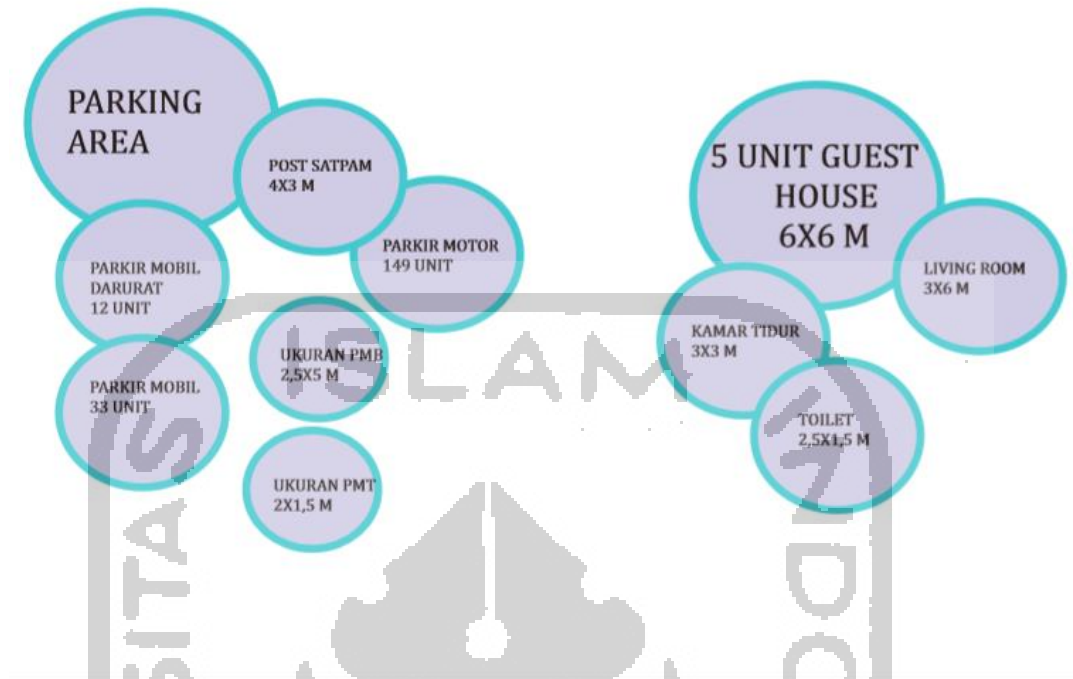 PARKING
AREA
POST SATPAM
4X3 M
PARKIR MOTOR
149 UNIT
PARKIR MOBIL
DARURAT
12 UNIT
UKURAN PMB
2,5X5 M
PARKIR MOBIL
33 UNIT
UKURAN PMT
2X1,5 M
5 UNIT GUEST
HOUSE
6X6 M
LIVING ROOM
3X6 M
KAMAR TIDUR
3X3 M
TOILET
2,5X1,5 M
ISLAM
SITAS
INDO